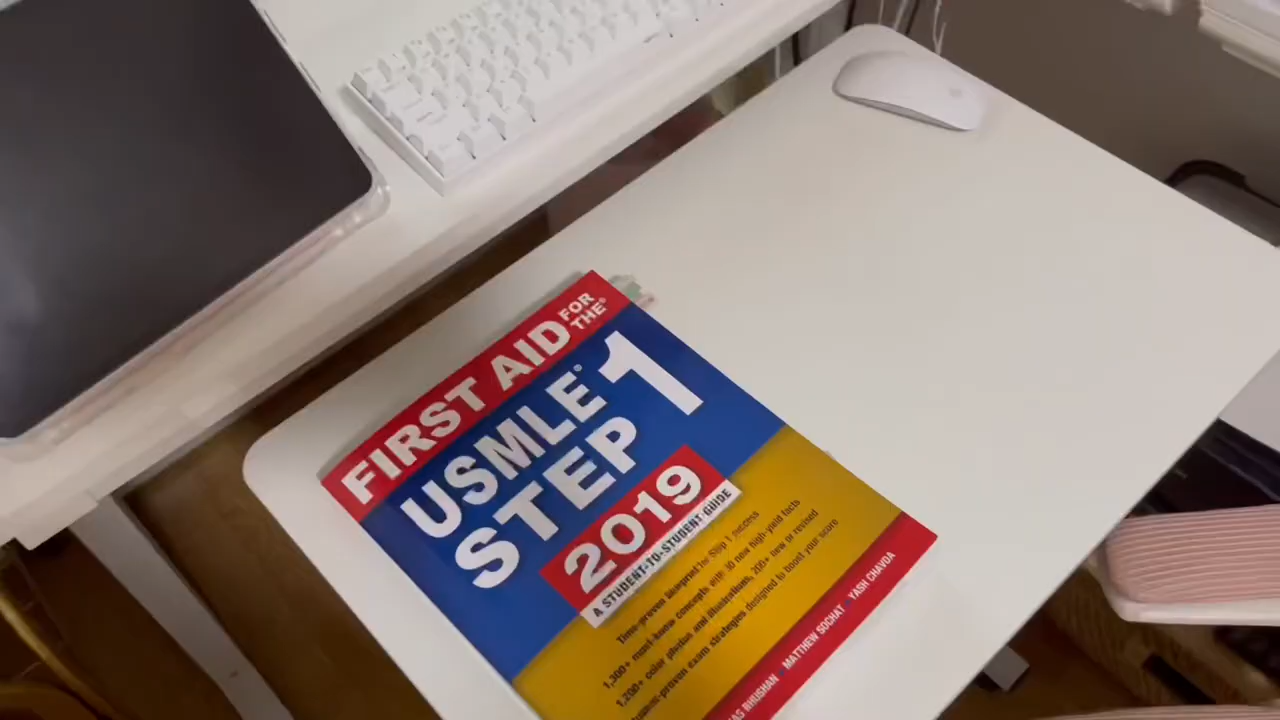 FIRST AID FOR THE®
USMLE®
STEP 1
2019
A STUDENT-TO-STUDENT GUIDE
Time-proven blueprint for Step 1 success
1,300+ must-know concepts with 30 new high-yield facts
1,200+ color photos and illustrations, 200+ new or revised
-proven exam strategies designed to boost your score
BHUSHAN MATTHEW SOCHAT YASH CHAVDA